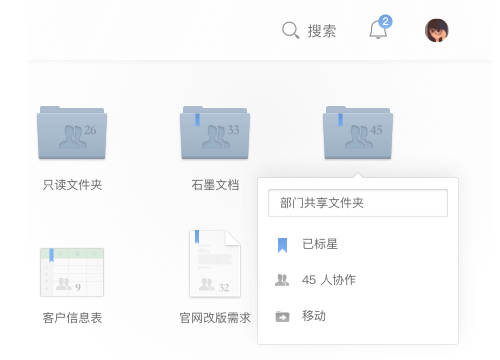 搜索
2
26
33
45
只读文件夹
石墨文档
部门共享文件夹
已标星
45 人协作
移动
9
32
客户信息表
官网改版需求